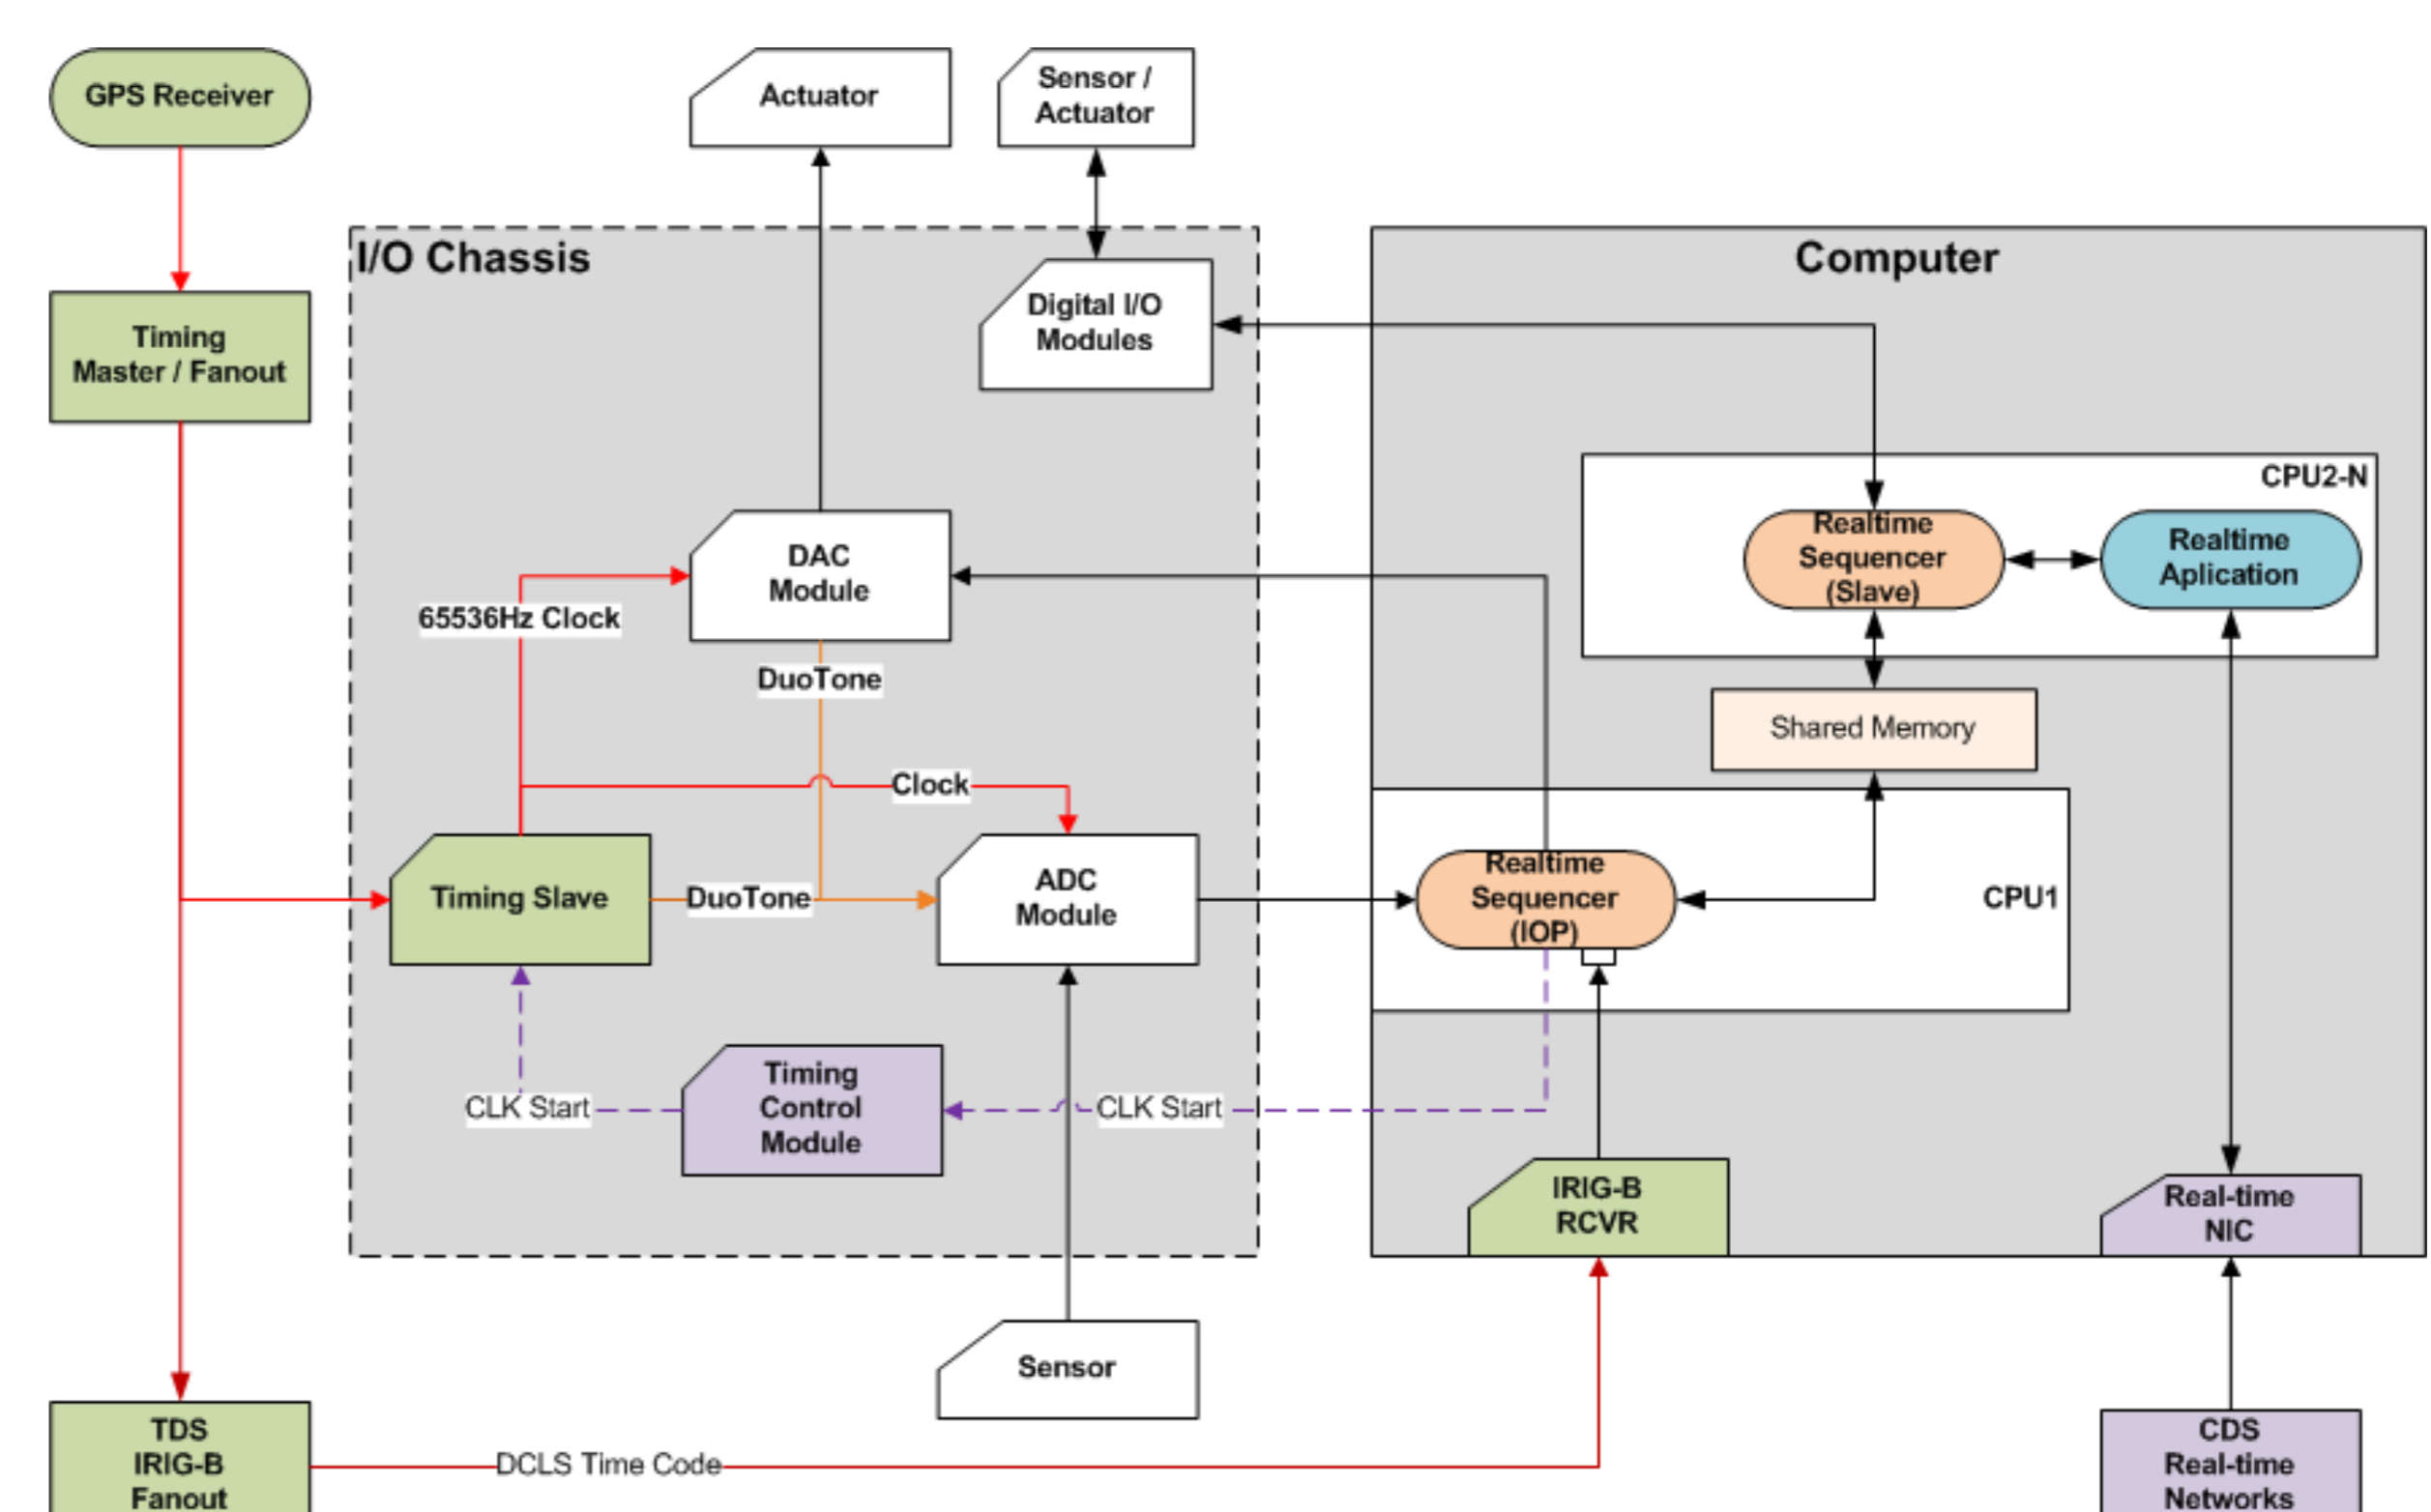 GPS Receiver
Actuator
Sensor /
Actuator
I/O Chassis
Computer
Timing
Master / Fanout
Digital I/O
Modules
CPU2-N
DAC
Module
Realtime
Sequencer
(Slave)
Realtime
Aplication
65536Hz Clock
DuoTone
Shared Memory
Clock
Timing Slave
DuoTone
ADC
Module
Realtime
Sequencer
(IOP)
CPU1
CLK Start
Timing
Control
Module
CLK Start
IRIG-B
RCVR
Real-time
NIC
Sensor
TDS
IRIG-B
Fanout
DCLS Time Code
CDS
Real-time
Networks